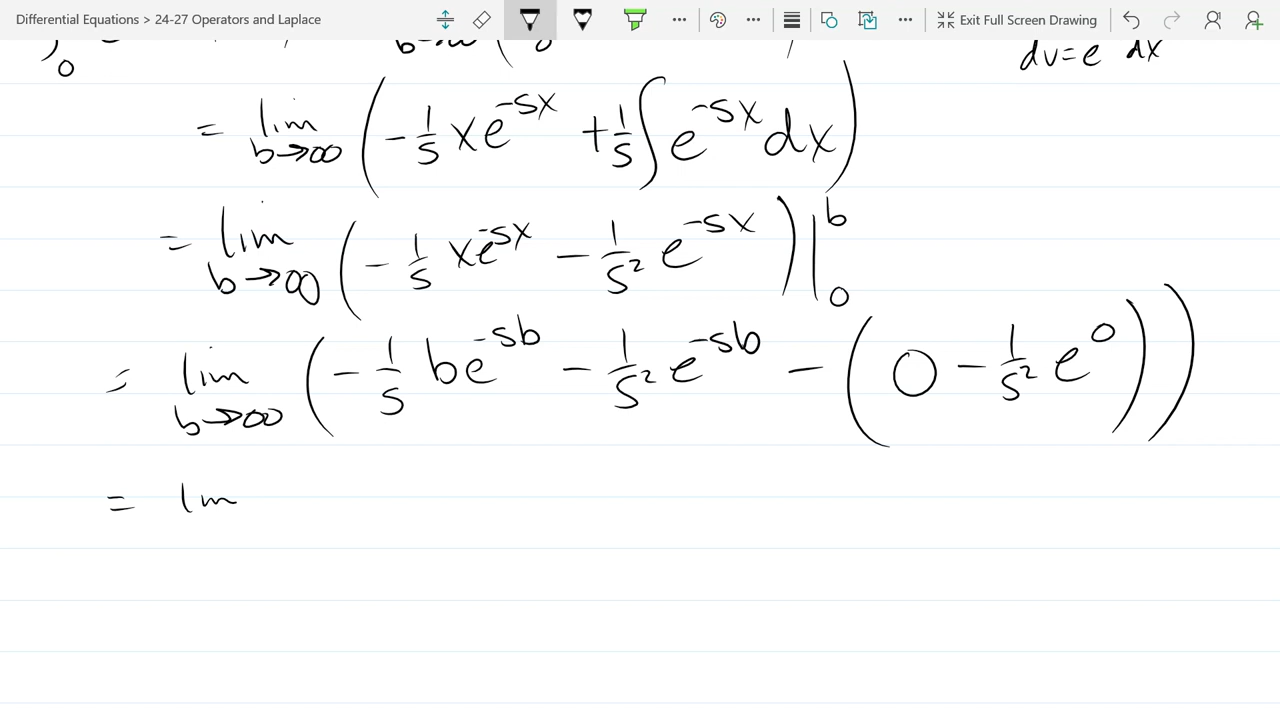 Differential Equations > 24-27 Operators and Laplace Exit Full Screen Drawing
0 b→∞ ( 0 dv=e dx
= lim b→∞ ( - 1/s xe^-sx + 1/s ∫ e^-sx dx )
= lim b→∞ ( - 1/s xe^-sx - 1/s² e^-sx ) |_0^b
= lim b→∞ ( - 1/s be^-sb - 1/s² e^-sb - ( 0 - 1/s² e^0 ) )
= lim